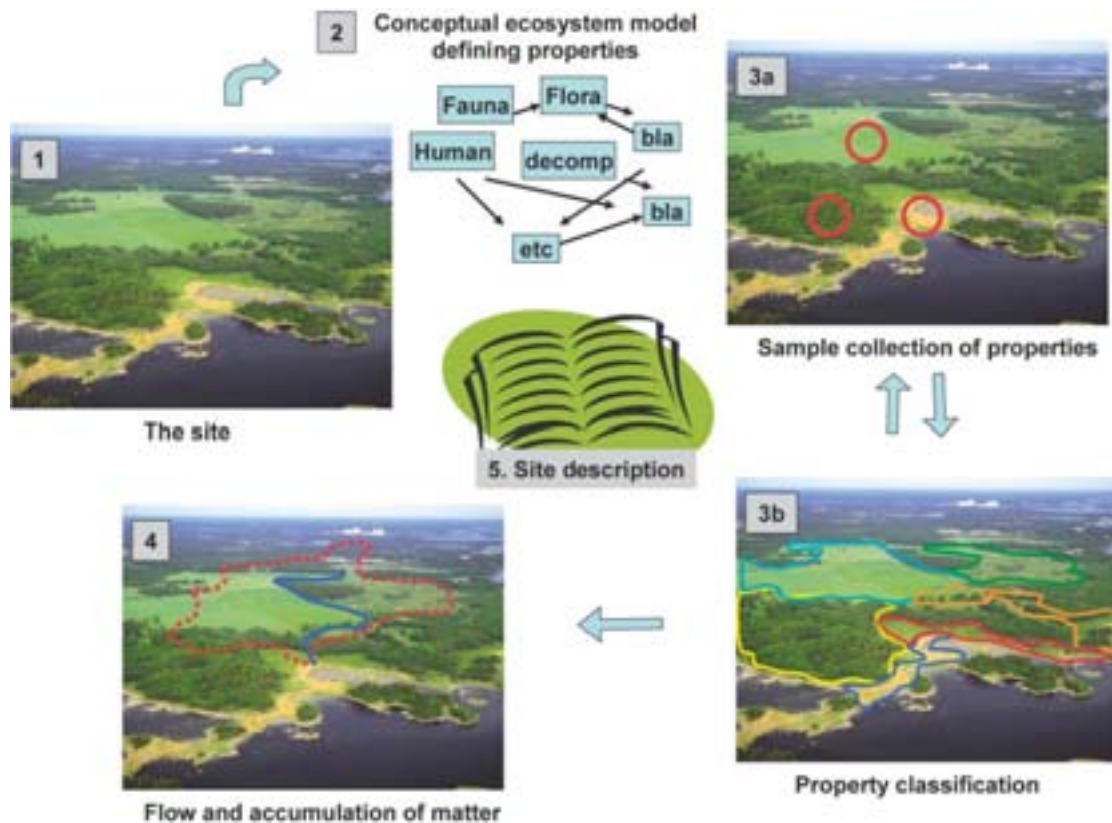 2
Conceptual ecosystem model
defining properties
Fauna
Flora
bla
Human
decomp
bla
etc
1
The site
3a
Sample collection of properties
3b
Property classification
4
Flow and accumulation of matter
5. Site description